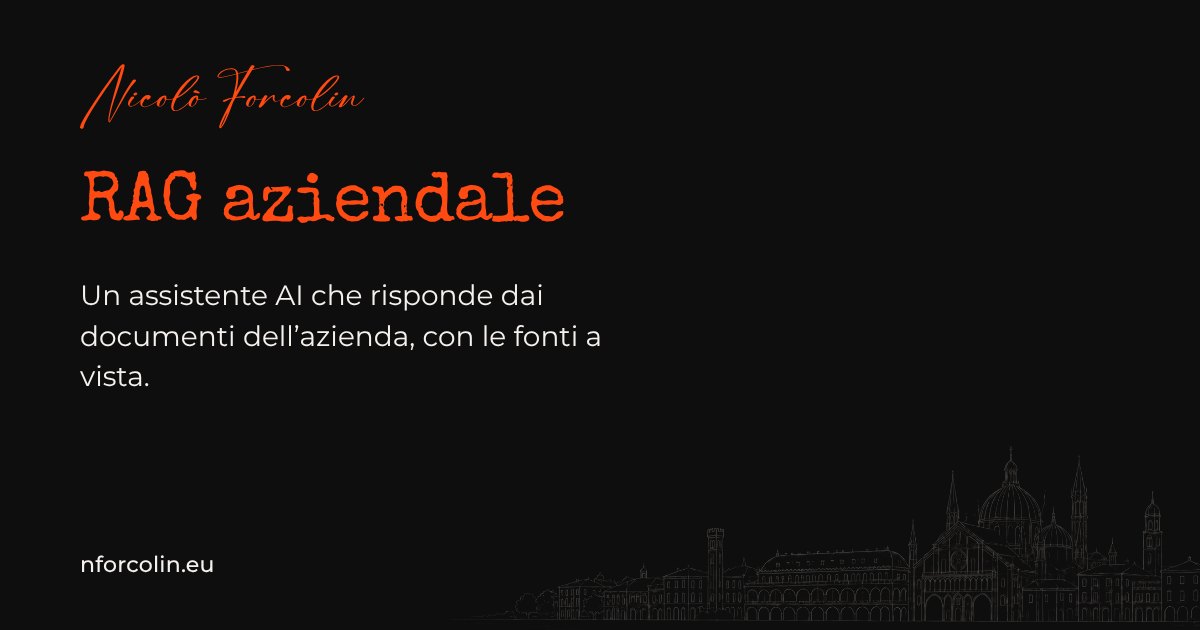 Nicolò Forcolin
RAG aziendale
Un assistente AI che risponde dai
documenti dell’azienda, con le fonti a
vista.
nforcolin.eu